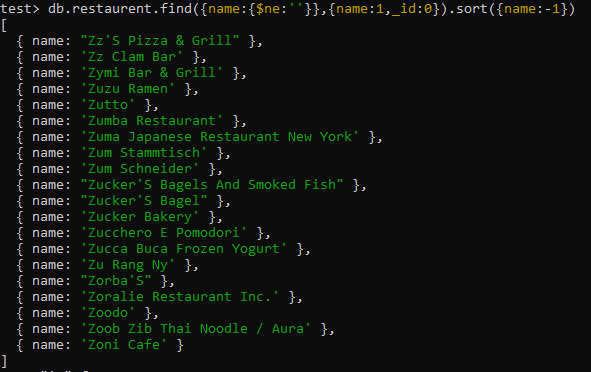 test> db.restaurent.find({name:{$ne:''}},{name:1,_id:0}).sort({name:-1})
[
  { name: "Zz'S Pizza & Grill" },
  { name: 'Zz Clam Bar' },
  { name: 'Zymi Bar & Grill' },
  { name: 'Zuzu Ramen' },
  { name: 'Zutto' },
  { name: 'Zumba Restaurant' },
  { name: 'Zuma Japanese Restaurant New York' },
  { name: 'Zum Stammtisch' },
  { name: 'Zum Schneider' },
  { name: "Zucker'S Bagels And Smoked Fish" },
  { name: "Zucker'S Bagel" },
  { name: 'Zucker Bakery' },
  { name: 'Zucchero E Pomodori' },
  { name: 'Zucca Buca Frozen Yogurt' },
  { name: 'Zu Rang Ny' },
  { name: "Zorba'S" },
  { name: 'Zoralie Restaurant Inc.' },
  { name: 'Zoodo' },
  { name: 'Zoob Zib Thai Noodle / Aura' },
  { name: 'Zoni Cafe' }
]